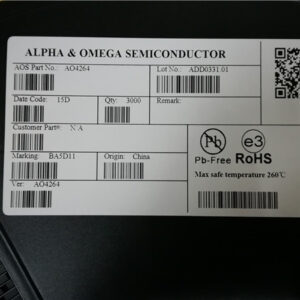 ALPHA & OMEGA SEMICONDUCTOR
AOS Part No.: AO4264
Lot No.: ADD0331.01
Date Code: 15D
Qty: 3000
Remark:
Customer Part#: N A
Marking: BA5D11
Origin: China
Ver: AO4264
Pb
e3
Pb-Free RoHS
Max safe temperature 260℃